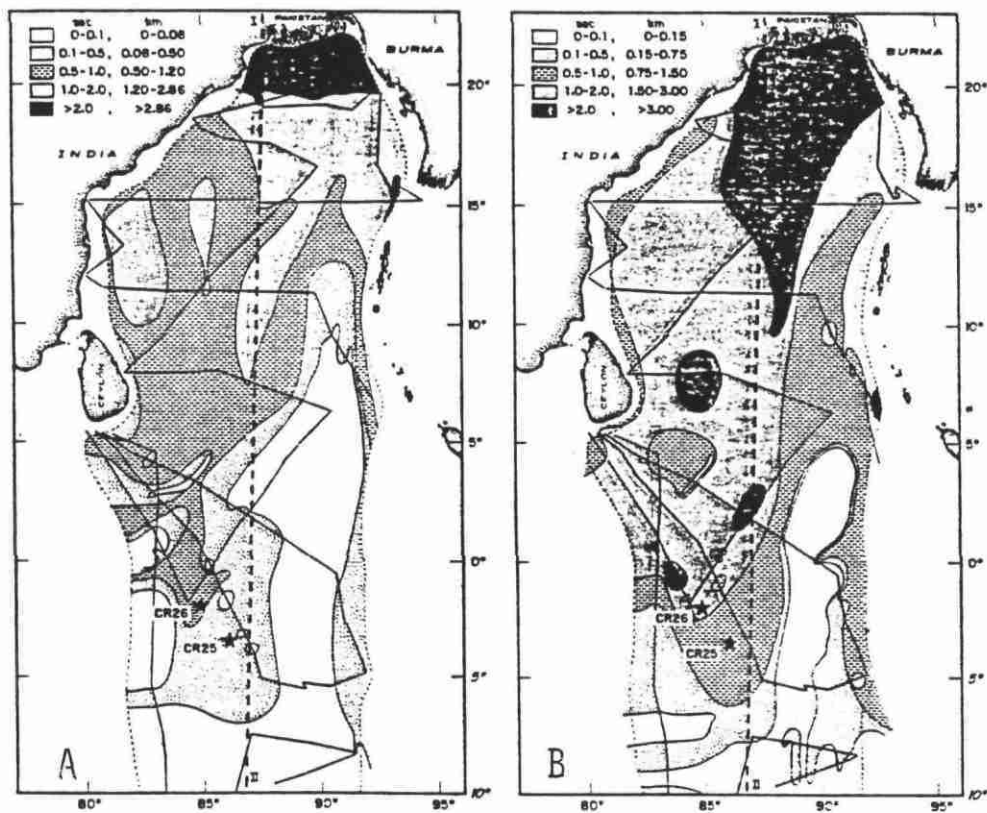 I PAKISTAN
sec km
0-0.1, 0-0.08
0.1-0.5, 0.08-0.50
0.5-1.0, 0.50-1.20
1.0-2.0, 1.20-2.86
>2.0 , >2.86
BURMA
20°
INDIA
15°
10°
CEYLON
5°
0°
CR26
CR25
5°
A
II
10°
80° 85° 90° 95°
I PAKISTAN
sec km
0-0.1, 0-0.15
0.1-0.5, 0.15-0.75
0.5-1.0, 0.75-1.50
1.0-2.0, 1.50-3.00
>2.0 , >3.00
BURMA
20°
INDIA
15°
10°
CEYLON
5°
0°
CR26
CR25
5°
B
II
10°
80° 85° 90° 95°